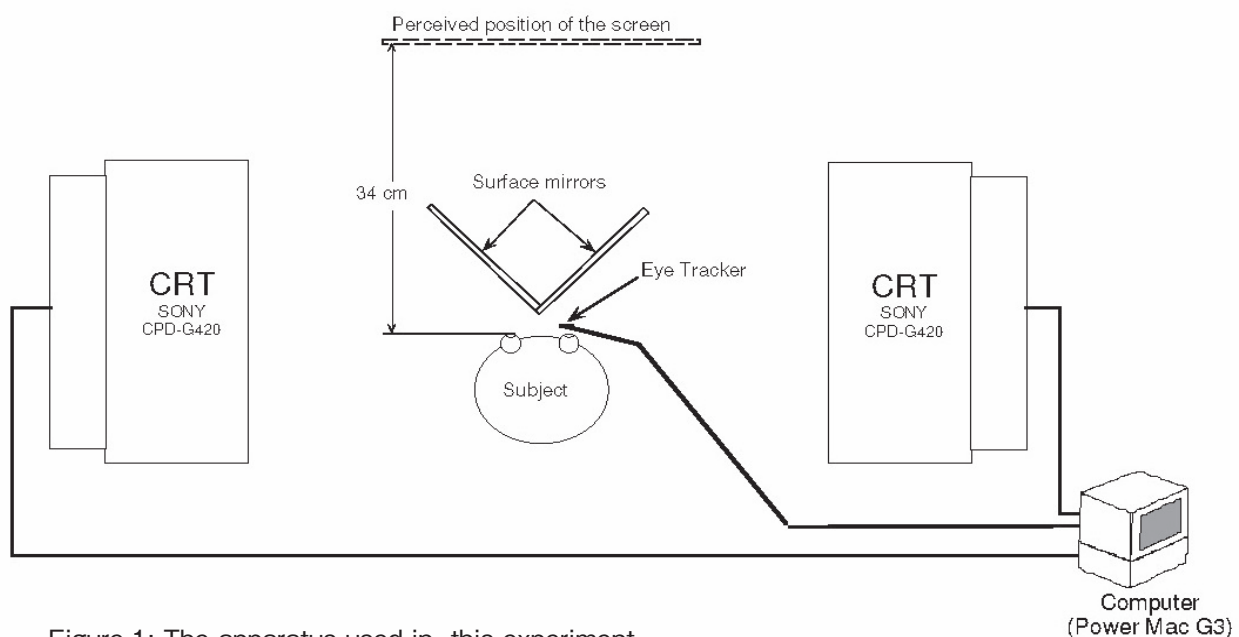 Perceived position of the screen
34 cm
Surface mirrors
Eye Tracker
CRT
SONY
CPD-G420
CRT
SONY
CPD-G420
Subject
Computer
(Power Mac G3)
Figure 1: The apparatus used in this experiment